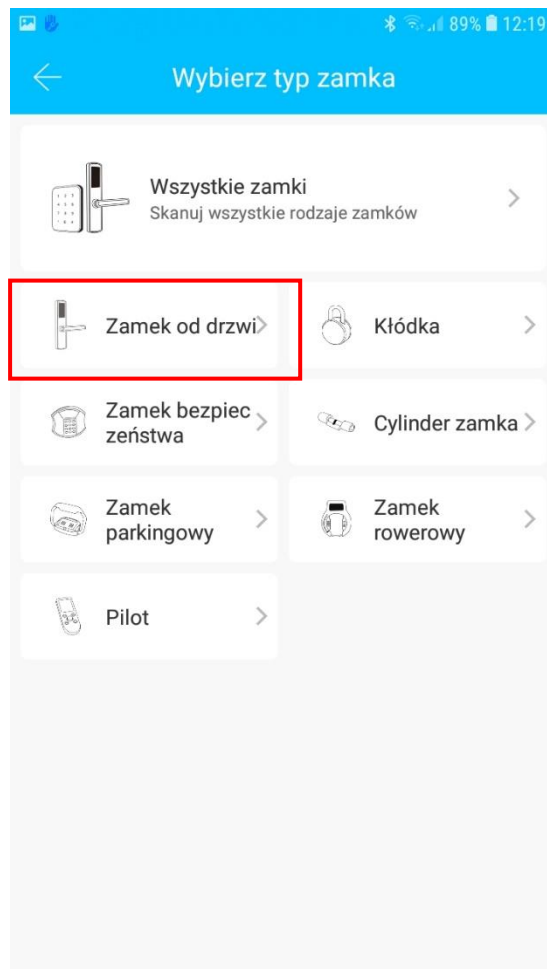 89% 12:19
Wybierz typ zamka
Wszystkie zamki
Skanuj wszystkie rodzaje zamków
Zamek od drzwi
Kłódka
Zamek bezpiec
zeństwa
Cylinder zamka
Zamek
parkingowy
Zamek
rowerowy
Pilot